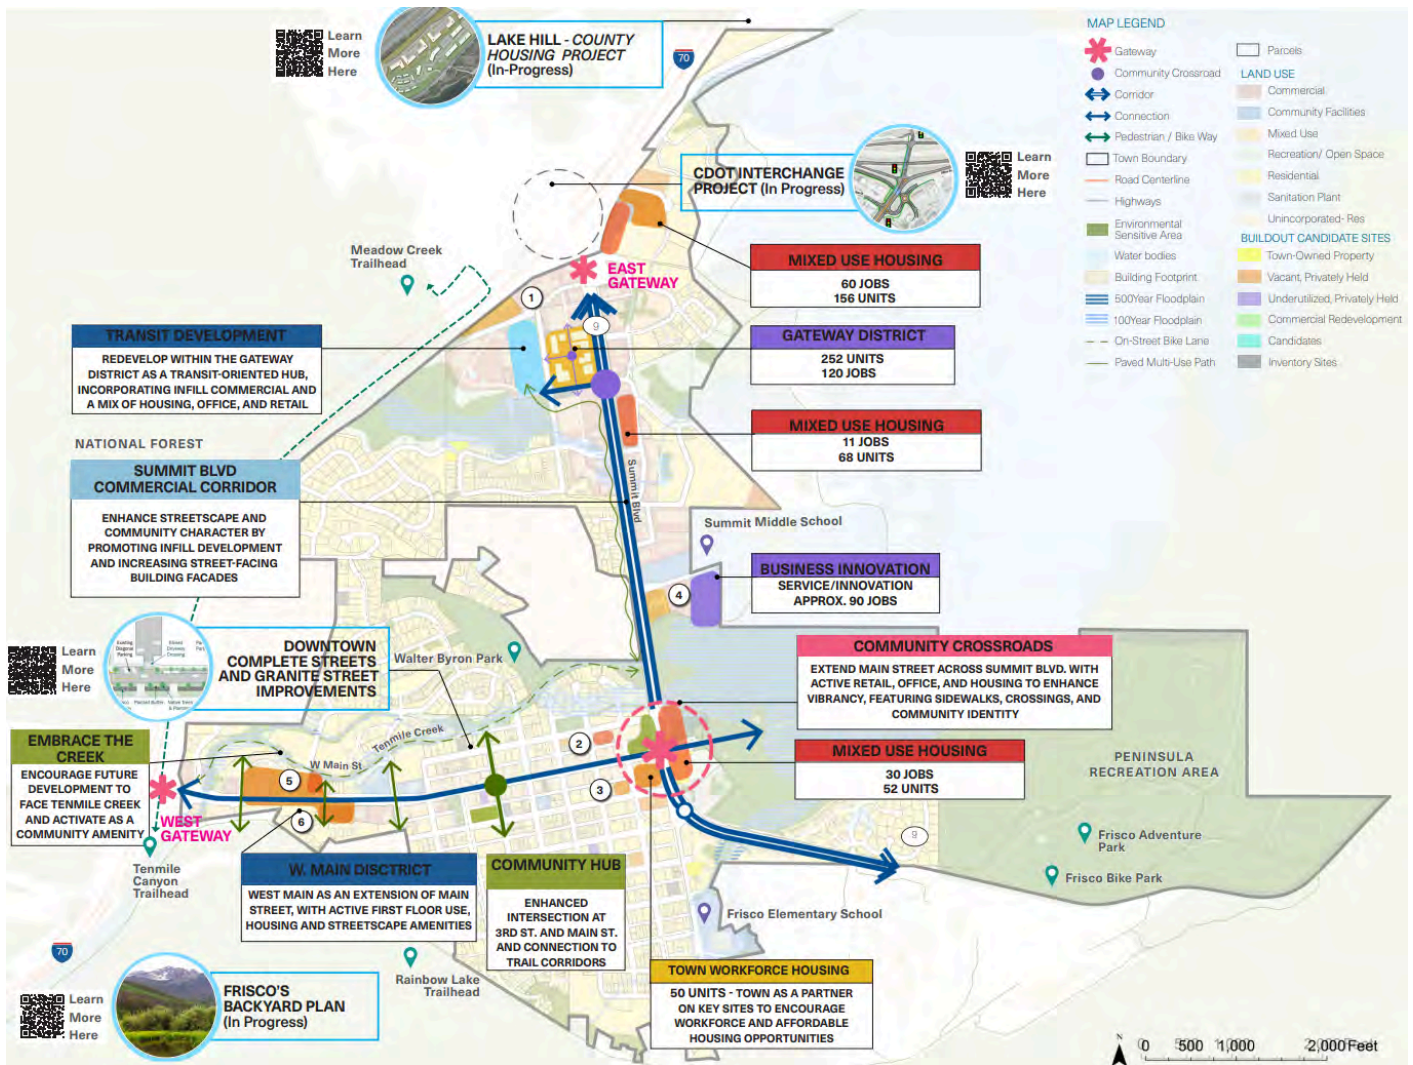 Learn
More
Here
LAKE HILL - COUNTY
HOUSING PROJECT
(In-Progress)
70
CDOT INTERCHANGE
PROJECT (In Progress)
Learn
More
Here
MAP LEGEND
Gateway
Community Crossroad
Corridor
Connection
Pedestrian / Bike Way
Town Boundary
Road Centerline
Highways
Environmental
Sensitive Area
Water bodies
Building Footprint
500Year Floodplain
100Year Floodplain
On-Street Bike Lane
Paved Multi-Use Path
Parcels
LAND USE
Commercial
Community Facilities
Mixed Use
Recreation/ Open Space
Residential
Sanitation Plant
Unincorporated- Res
BUILDOUT CANDIDATE SITES
Town-Owned Property
Vacant, Privately Held
Underutilized, Privately Held
Commercial Redevelopment
Candidates
Inventory Sites
Meadow Creek
Trailhead
EAST
GATEWAY
1
9
MIXED USE HOUSING
60 JOBS
156 UNITS
TRANSIT DEVELOPMENT
REDEVELOP WITHIN THE GATEWAY
DISTRICT AS A TRANSIT-ORIENTED HUB,
INCORPORATING INFILL COMMERCIAL AND
A MIX OF HOUSING, OFFICE, AND RETAIL
GATEWAY DISTRICT
252 UNITS
120 JOBS
MIXED USE HOUSING
11 JOBS
68 UNITS
NATIONAL FOREST
SUMMIT BLVD
COMMERCIAL CORRIDOR
ENHANCE STREETSCAPE AND
COMMUNITY CHARACTER BY
PROMOTING INFILL DEVELOPMENT
AND INCREASING STREET-FACING
BUILDING FACADES
Summit Blvd
Summit Middle School
BUSINESS INNOVATION
SERVICE/INNOVATION
APPROX. 90 JOBS
4
Learn
More
Here
Existing
Diagonal
Parking
DOWNTOWN
COMPLETE STREETS
AND GRANITE STREET
IMPROVEMENTS
Walter Byron Park
COMMUNITY CROSSROADS
EXTEND MAIN STREET ACROSS SUMMIT BLVD. WITH
ACTIVE RETAIL, OFFICE, AND HOUSING TO ENHANCE
VIBRANCY, FEATURING SIDEWALKS, CROSSINGS, AND
COMMUNITY IDENTITY
EMBRACE THE
CREEK
ENCOURAGE FUTURE
DEVELOPMENT TO
FACE TENMILE CREEK
AND ACTIVATE AS A
COMMUNITY AMENITY
Tenmile Creek
W Main St
2
3
5
6
WEST
GATEWAY
MIXED USE HOUSING
30 JOBS
52 UNITS
PENINSULA
RECREATION AREA
9
Frisco Adventure
Park
Frisco Bike Park
Tenmile
Canyon
Trailhead
W. MAIN DISCTRICT
WEST MAIN AS AN EXTENSION OF MAIN
STREET, WITH ACTIVE FIRST FLOOR USE,
HOUSING AND STREETSCAPE AMENITIES
COMMUNITY HUB
ENHANCED
INTERSECTION AT
3RD ST. AND MAIN ST.
AND CONNECTION TO
TRAIL CORRIDORS
Frisco Elementary School
70
Rainbow Lake
Trailhead
Learn
More
Here
FRISCO'S
BACKYARD PLAN
(In Progress)
TOWN WORKFORCE HOUSING
50 UNITS - TOWN AS A PARTNER
ON KEY SITES TO ENCOURAGE
WORKFORCE AND AFFORDABLE
HOUSING OPPORTUNITIES
N
0 500 1,000 2,000 Feet